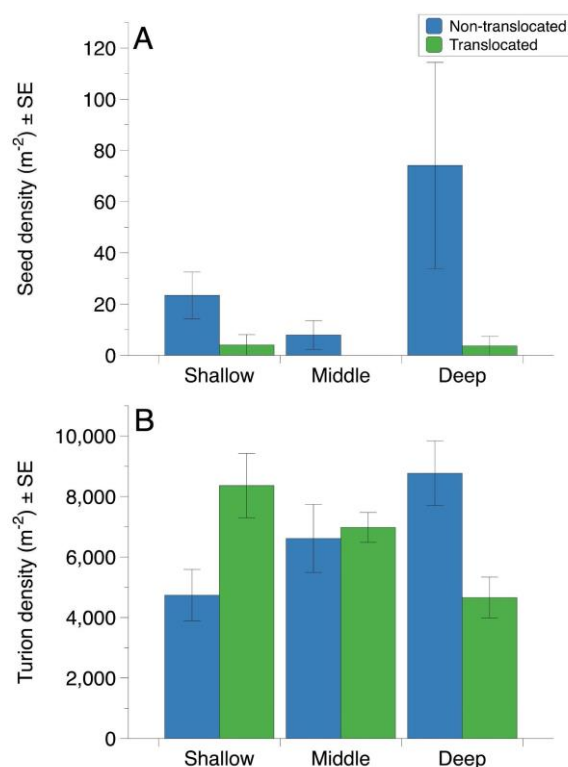 A
Non-translocated
Translocated
Seed density (m⁻²) ± SE
120
100
80
60
40
20
0
Shallow Middle Deep
B
Turion density (m⁻²) ± SE
10,000
8,000
6,000
4,000
2,000
0
Shallow Middle Deep